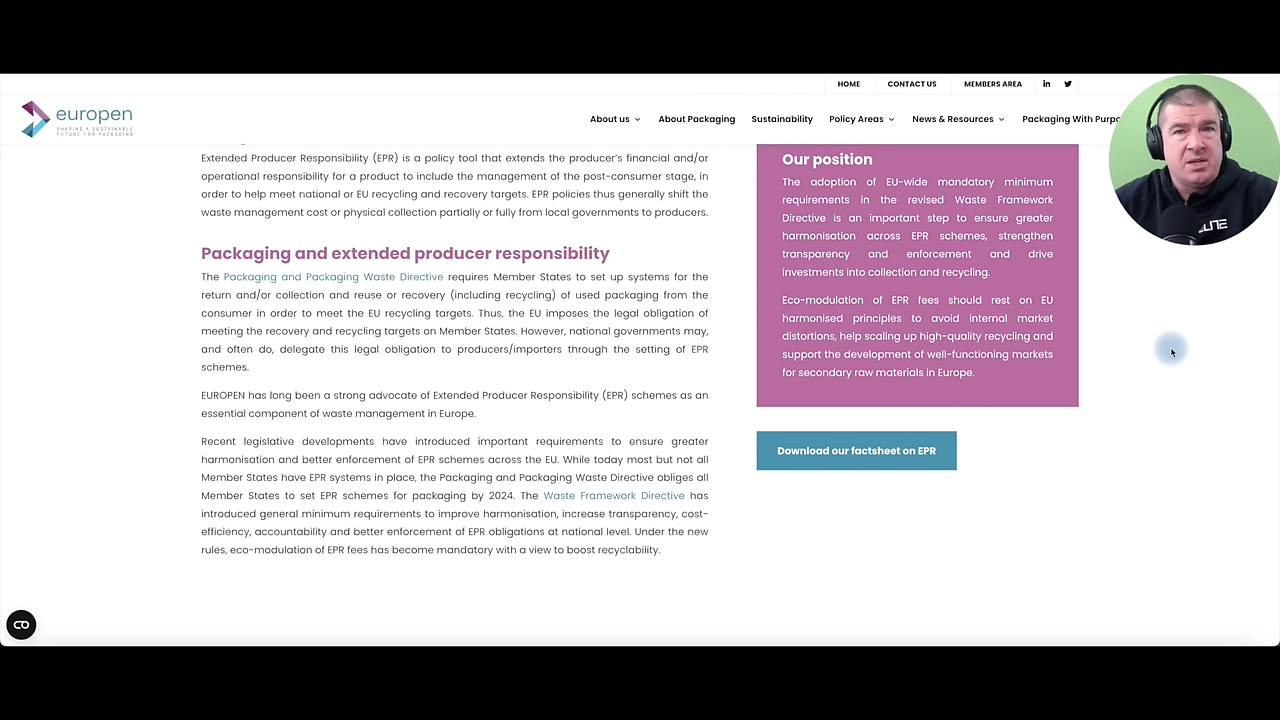 HOME CONTACT US MEMBERS AREA
europen
SHAPING A SUSTAINABLE
FUTURE FOR PACKAGING
About us About Packaging Sustainability Policy Areas News & Resources Packaging With Purpo
Extended Producer Responsibility (EPR) is a policy tool that extends the producer's financial and/or
operational responsibility for a product to include the management of the post-consumer stage, in
order to help meet national or EU recycling and recovery targets. EPR policies thus generally shift the
waste management cost or physical collection partially or fully from local governments to producers.
Packaging and extended producer responsibility
The Packaging and Packaging Waste Directive requires Member States to set up systems for the
return and/or collection and reuse or recovery (including recycling) of used packaging from the
consumer in order to meet the EU recycling targets. Thus, the EU imposes the legal obligation of
meeting the recovery and recycling targets on Member States. However, national governments may,
and often do, delegate this legal obligation to producers/importers through the setting of EPR
schemes.
EUROPEN has long been a strong advocate of Extended Producer Responsibility (EPR) schemes as an
essential component of waste management in Europe.
Recent legislative developments have introduced important requirements to ensure greater
harmonisation and better enforcement of EPR schemes across the EU. While today most but not all
Member States have EPR systems in place, the Packaging and Packaging Waste Directive obliges all
Member States to set EPR schemes for packaging by 2024. The Waste Framework Directive has
introduced general minimum requirements to improve harmonisation, increase transparency, cost-
efficiency, accountability and better enforcement of EPR obligations at national level. Under the new
rules, eco-modulation of EPR fees has become mandatory with a view to boost recyclability.
Our position
The adoption of EU-wide mandatory minimum
requirements in the revised Waste Framework
Directive is an important step to ensure greater
harmonisation across EPR schemes, strengthen
transparency and enforcement and drive
investments into collection and recycling.
Eco-modulation of EPR fees should rest on EU
harmonised principles to avoid internal market
distortions, help scaling up high-quality recycling and
support the development of well-functioning markets
for secondary raw materials in Europe.
Download our factsheet on EPR